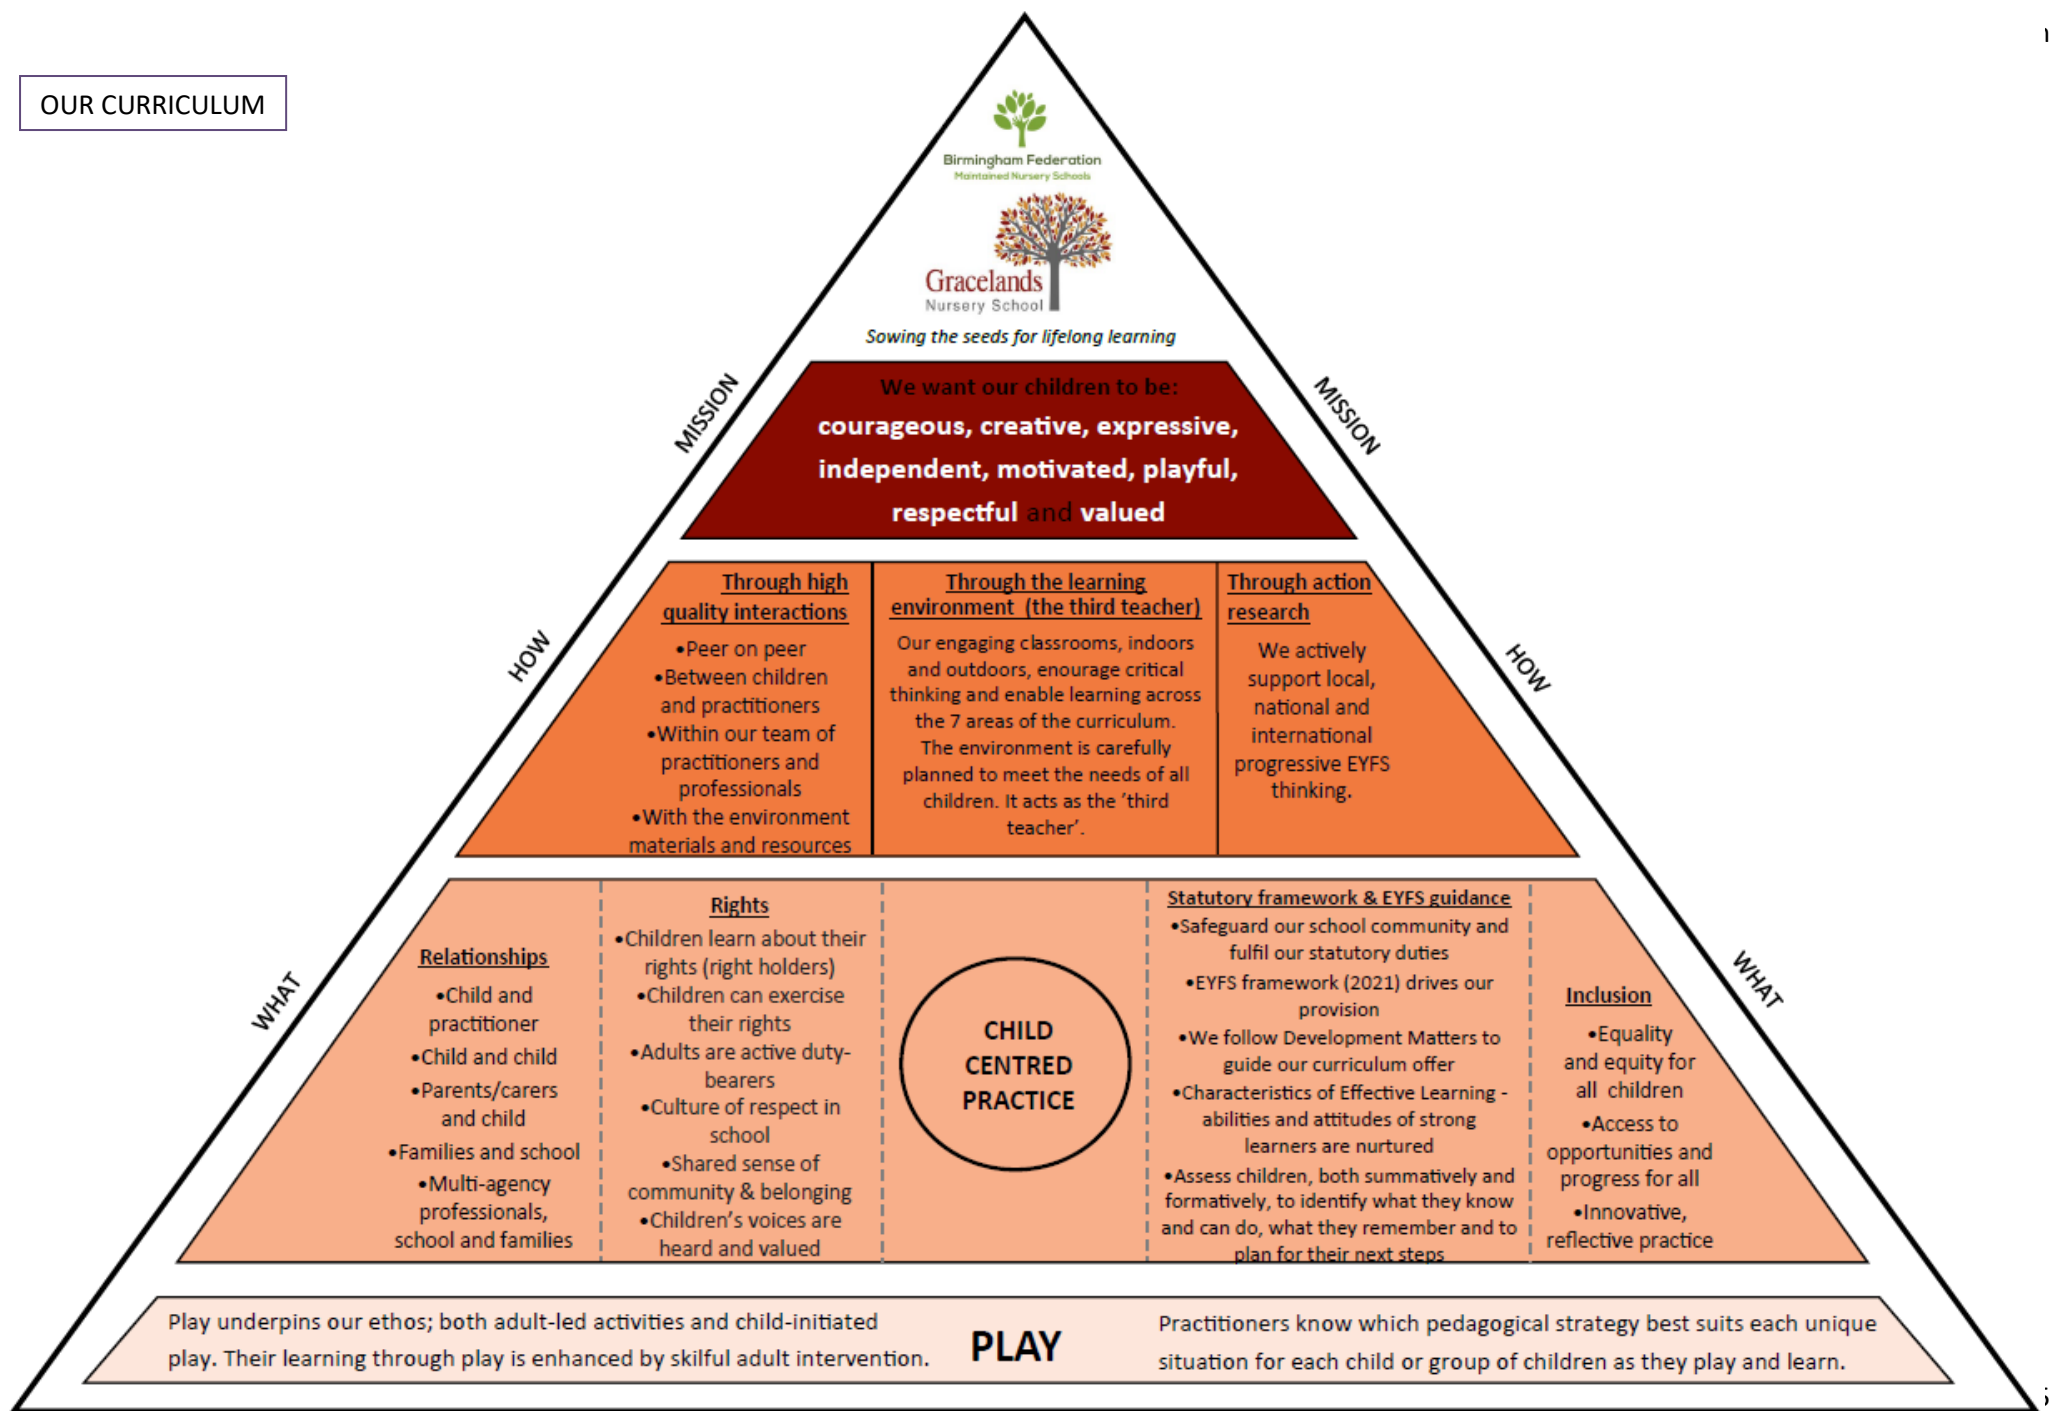 OUR CURRICULUM
Birmingham Federation
Maintained Nursery Schools
Gracelands
Nursery School
Sowing the seeds for lifelong learning
MISSION
MISSION
We want our children to be:
courageous, creative, expressive,
independent, motivated, playful,
respectful and valued
HOW
HOW
Through high
quality interactions
•Peer on peer
•Between children
and practitioners
•Within our team of
practitioners and
professionals
•With the environment
materials and resources
Through the learning
environment (the third teacher)
Our engaging classrooms, indoors
and outdoors, enourage critical
thinking and enable learning across
the 7 areas of the curriculum.
The environment is carefully
planned to meet the needs of all
children. It acts as the ’third
teacher’.
Through action
research
We actively
support local,
national and
international
progressive EYFS
thinking.
WHAT
WHAT
Relationships
•Child and
practitioner
•Child and child
•Parents/carers
and child
•Families and school
•Multi-agency
professionals,
school and families
Rights
•Children learn about their
rights (right holders)
•Children can exercise
their rights
•Adults are active duty-
bearers
•Culture of respect in
school
•Shared sense of
community & belonging
•Children’s voices are
heard and valued
CHILD
CENTRED
PRACTICE
Statutory framework & EYFS guidance
•Safeguard our school community and
fulfil our statutory duties
•EYFS framework (2021) drives our
provision
•We follow Development Matters to
guide our curriculum offer
•Characteristics of Effective Learning -
abilities and attitudes of strong
learners are nurtured
•Assess children, both summatively and
formatively, to identify what they know
and can do, what they remember and to
plan for their next steps
Inclusion
•Equality
and equity for
all children
•Access to
opportunities and
progress for all
•Innovative,
reflective practice
Play underpins our ethos; both adult-led activities and child-initiated
play. Their learning through play is enhanced by skilful adult intervention.
PLAY
Practitioners know which pedagogical strategy best suits each unique
situation for each child or group of children as they play and learn.